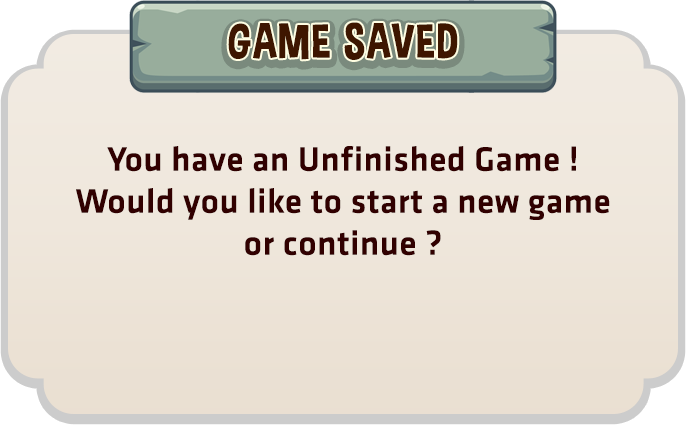 GAME SAVED
You have an Unfinished Game !
Would you like to start a new game
or continue ?